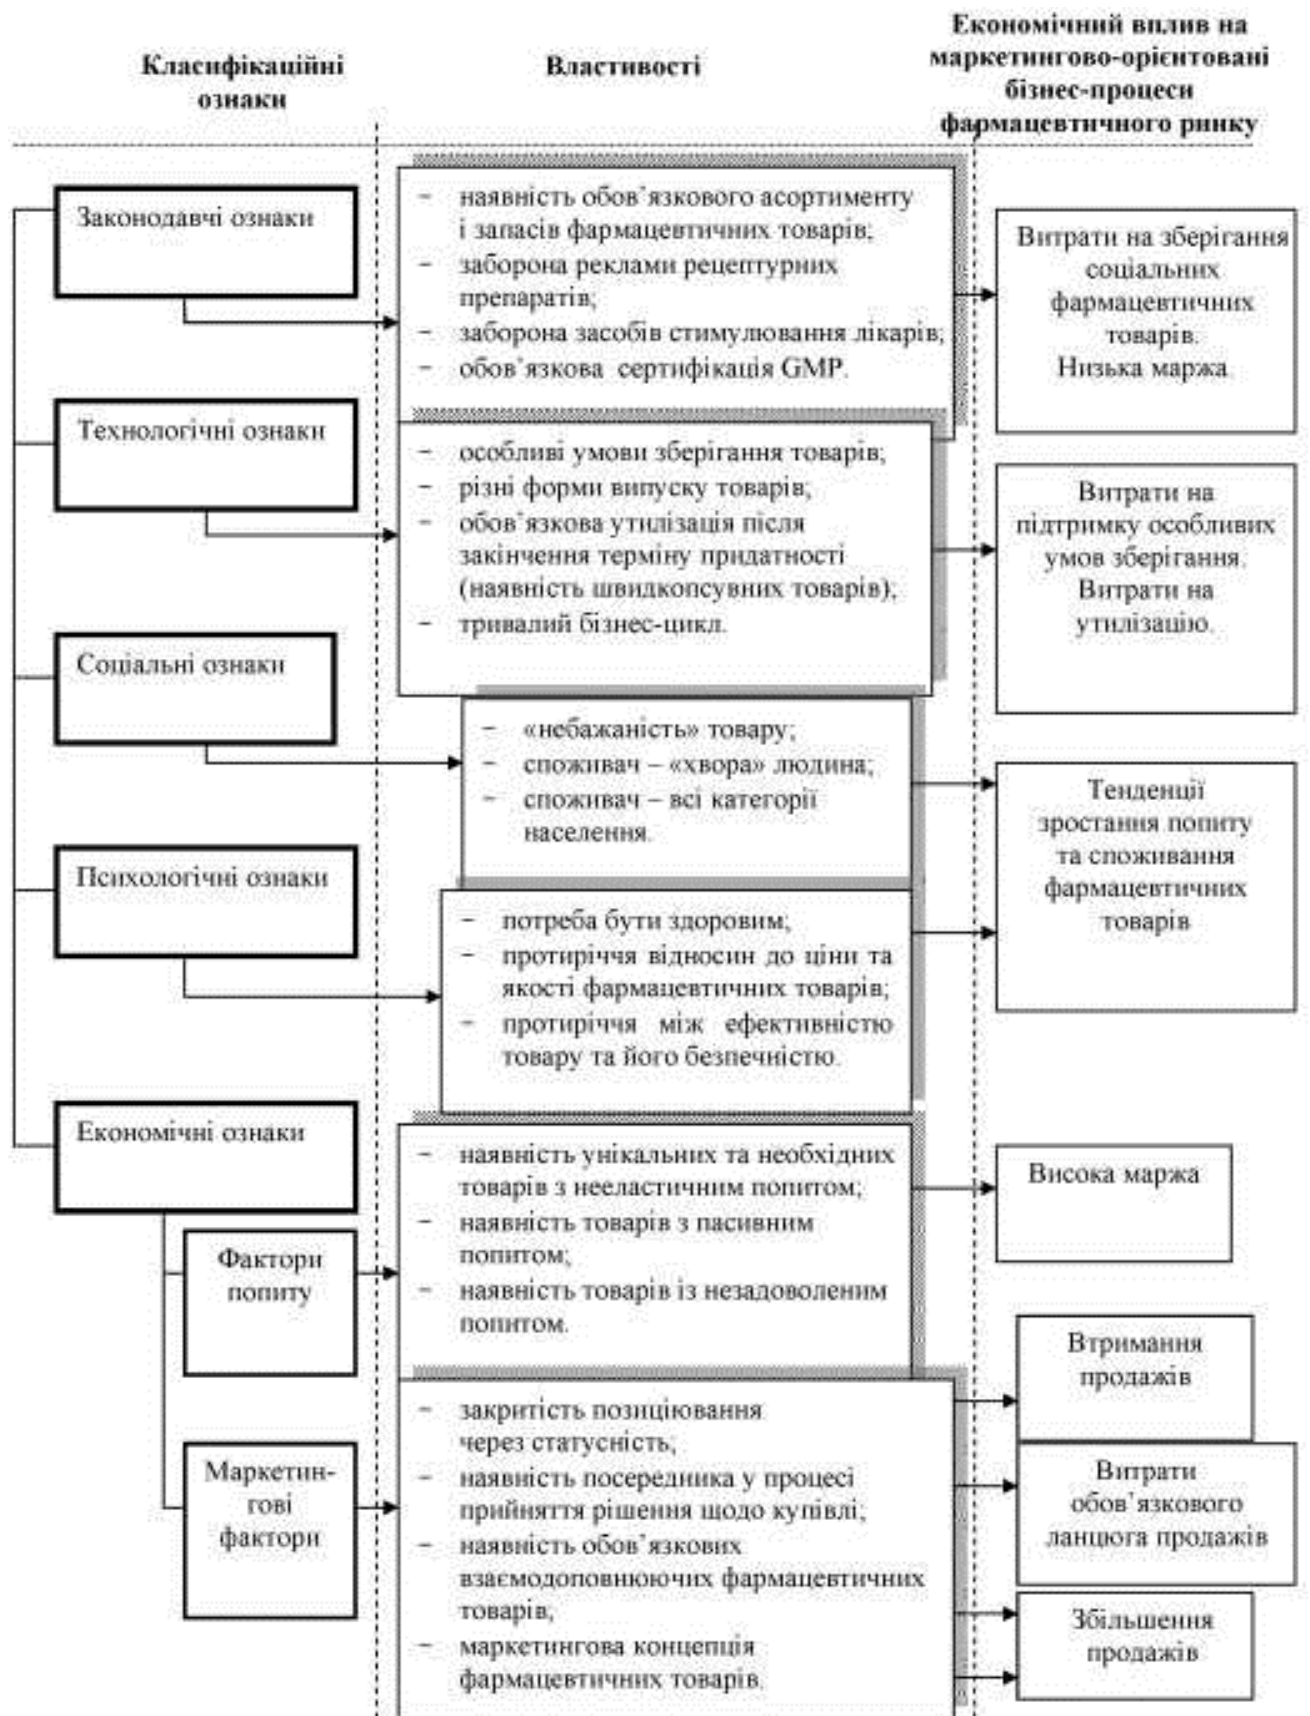 Класифікаційні
ознаки
Властивості
Економічний вплив на
маркетингово-орієнтовані
бізнес-процеси
фармацевтичного ринку
Законодавчі ознаки
– наявність обов’язкового асортименту
і запасів фармацевтичних товарів;
– заборона реклами рецептурних
препаратів;
– заборона засобів стимулювання лікарів;
– обов’язкова сертифікація GMP.
Витрати на зберігання
соціальних
фармацевтичних
товарів.
Низька маржа.
Технологічні ознаки
– особливі умови зберігання товарів;
– різні форми випуску товарів;
– обов’язкова утилізація після
закінчення терміну придатності
(наявність швидкопсувних товарів);
– тривалий бізнес-цикл.
Витрати на
підтримку особливих
умов зберігання.
Витрати на
утилізацію.
Соціальні ознаки
– «небажаність» товару;
– споживач – «хвора» людина;
– споживач – всі категорії
населення.
Тенденції
зростання попиту
та споживання
фармацевтичних
товарів
Психологічні ознаки
– потреба бути здоровим;
– протиріччя відносин до ціни та
якості фармацевтичних товарів;
– протиріччя між ефективністю
товару та його безпечністю.
Економічні ознаки
Фактори
попиту
– наявність унікальних та необхідних
товарів з нееластичним попитом;
– наявність товарів з пасивним
попитом;
– наявність товарів із незадоволеним
попитом.
Висока маржа
Маркетин-
гові
фактори
– закритість позиціювання
через статусність;
– наявність посередника у процесі
прийняття рішення щодо купівлі;
– наявність обов’язкових
взаємодоповнюючих фармацевтичних
товарів;
– маркетингова концепція
фармацевтичних товарів.
Втримання
продажів
Витрати
обов’язкового
ланцюга продажів
Збільшення
продажів